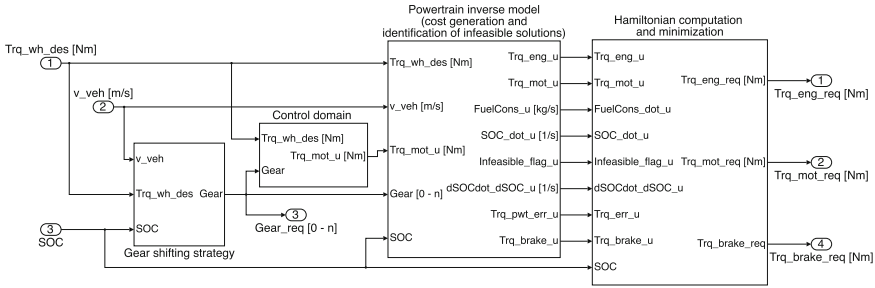 Powertrain inverse model
(cost generation and
identification of infeasible solutions)
Hamiltonian computation
and minimization
Trq_wh_des [Nm]
1
v_veh [m/s]
2
3
SOC
v_veh
Trq_wh_des
SOC
Gear
Gear shifting strategy
Control domain
Trq_wh_des [Nm]
Trq_mot_u [Nm]
Gear
3
Gear_req [0 - n]
Trq_wh_des [Nm]
v_veh [m/s]
Trq_mot_u [Nm]
Gear [0 - n]
SOC
Trq_eng_u
Trq_mot_u
FuelCons_u [kg/s]
SOC_dot_u [1/s]
Infeasible_flag_u
dSOCdot_dSOC_u [1/s]
Trq_pwt_err_u
Trq_brake_u
Trq_eng_u
Trq_mot_u
FuelCons_dot_u
SOC_dot_u
Infeasible_flag_u
dSOCdot_dSOC_u
Trq_err_u
Trq_brake_u
SOC
Trq_eng_req [Nm]
Trq_mot_req [Nm]
Trq_brake_req
1
Trq_eng_req [Nm]
2
Trq_mot_req [Nm]
4
Trq_brake_req [Nm]